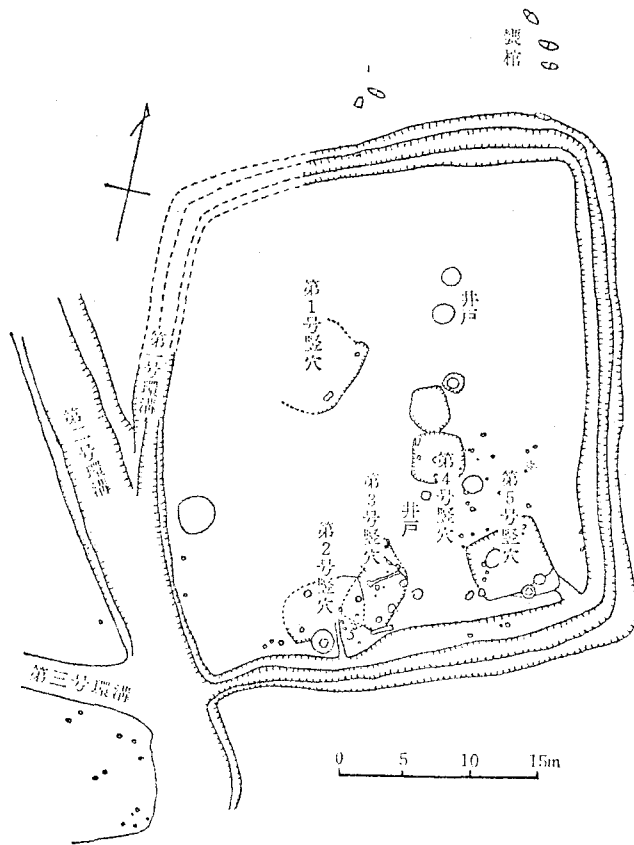 甕棺
井戸
第1号竪穴
第一号環溝
第二号環溝
第4号竪穴
第5号竪穴
第3号竪穴
井戸
第2号竪穴
第三号環溝
0 5 10 15m